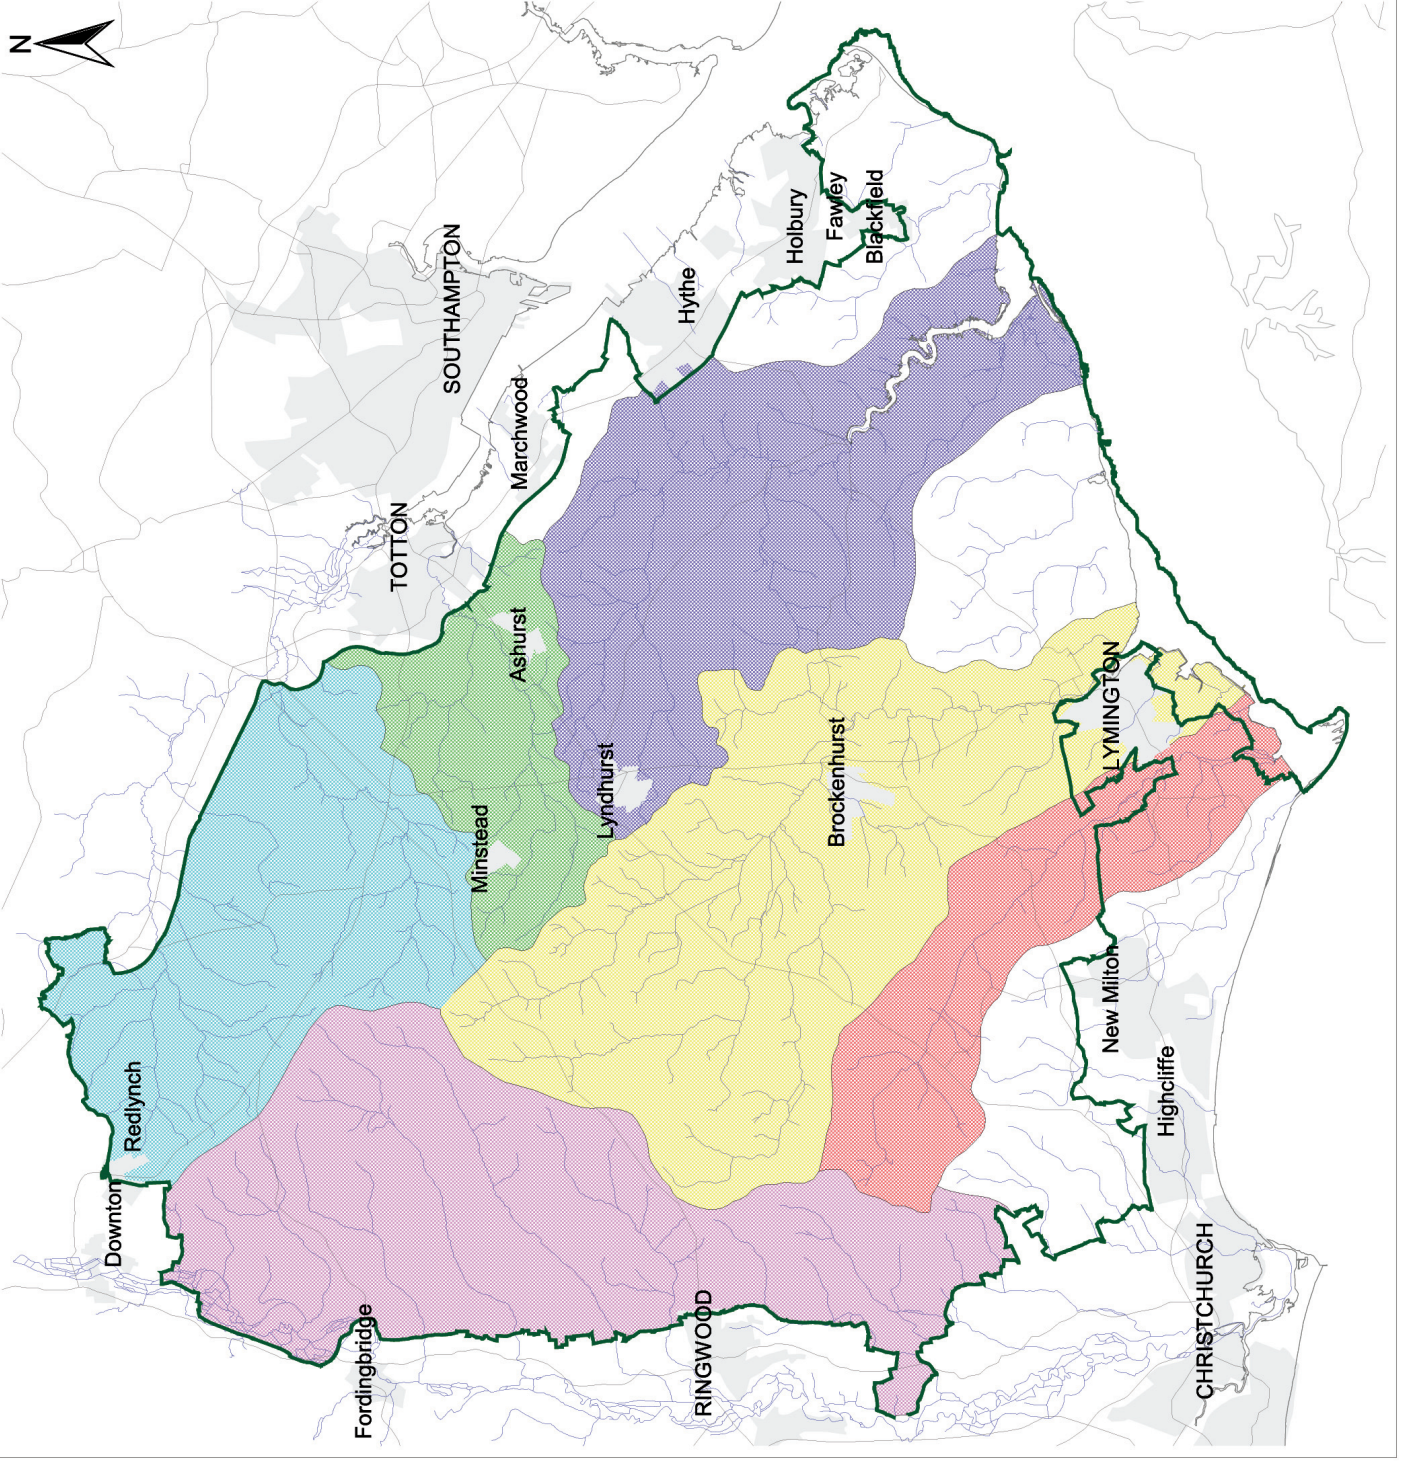 N
Redlynch
Downton
Fordingbridge
SOUTHAMPTON
TOTTON
Marchwood
Minstead
Ashurst
Lyndhurst
Hythe
Holbury
Fawley
Blackfield
RINGWOOD
Brockenhurst
LYMINGTON
New Milton
Highcliffe
CHRISTCHURCH